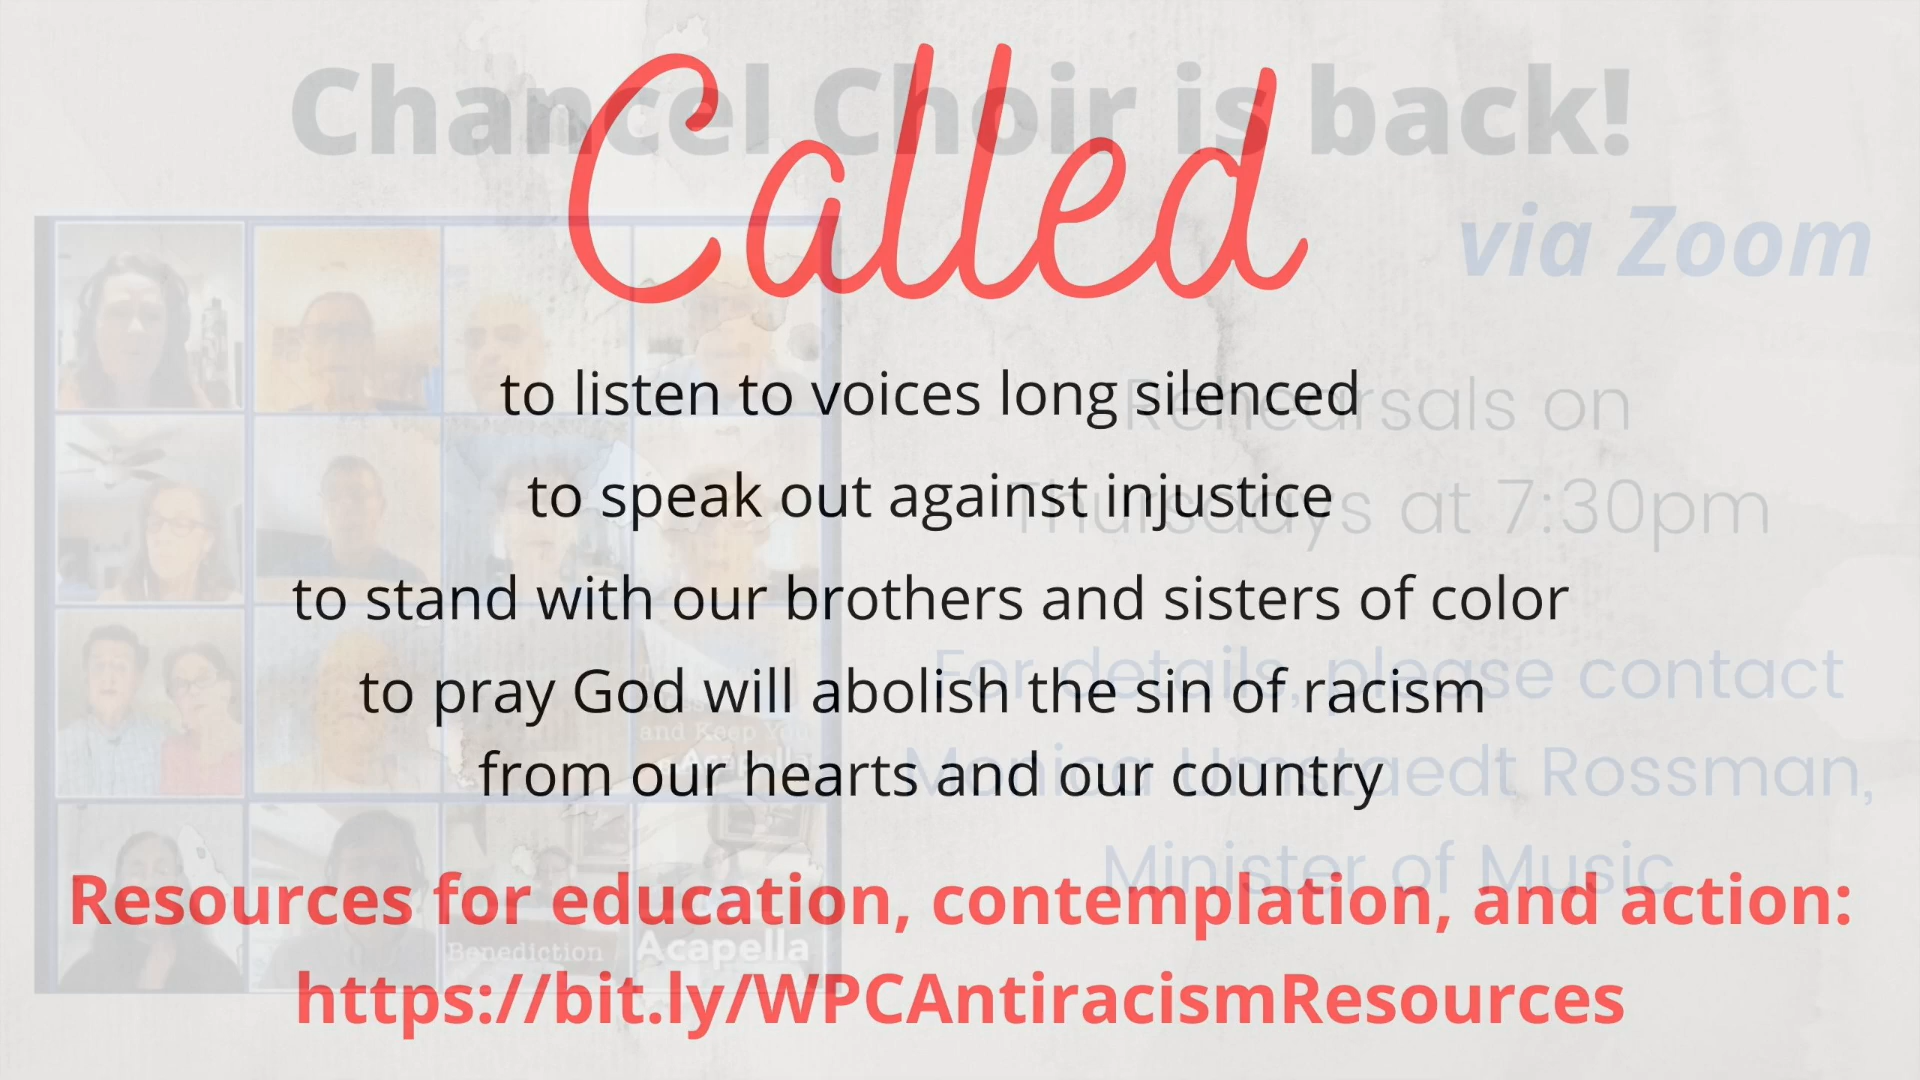 Chancel Choir is back!
Called
via Zoom
to listen to voices long silenced
Rehearsals on
to speak out against injustice
Thursdays at 7:30pm
to stand with our brothers and sisters of color
to pray God will abolish the sin of racism
For details, please contact
and Keep You
Acapella
from our hearts and our country
Monica Umstaedt Rossman,
Minister of Music
Resources for education, contemplation, and action:
Benediction
Acapella
https://bit.ly/WPCAntiracismResources